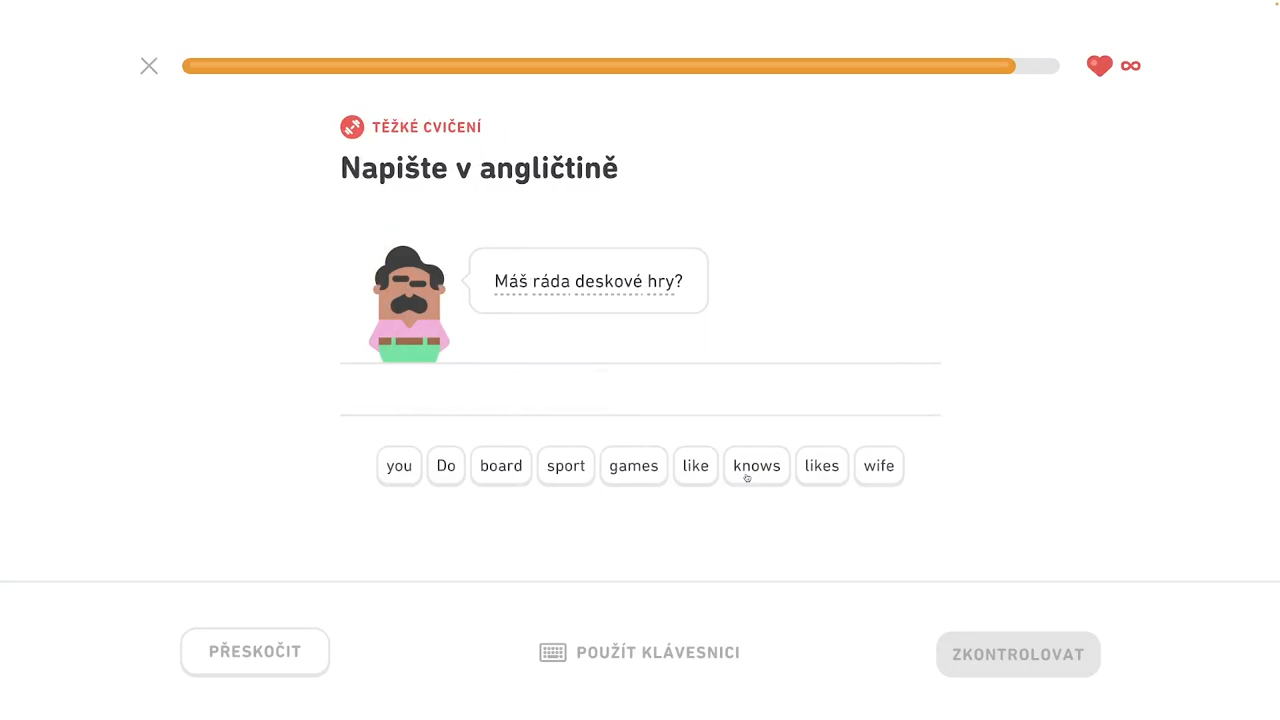 ∞
TĚŽKÉ CVIČENÍ
Napište v angličtině
Máš ráda deskové hry?
you Do board sport games like knows likes wife
PŘESKOČIT POUŽÍT KLÁVESNICI ZKONTROLOVAT